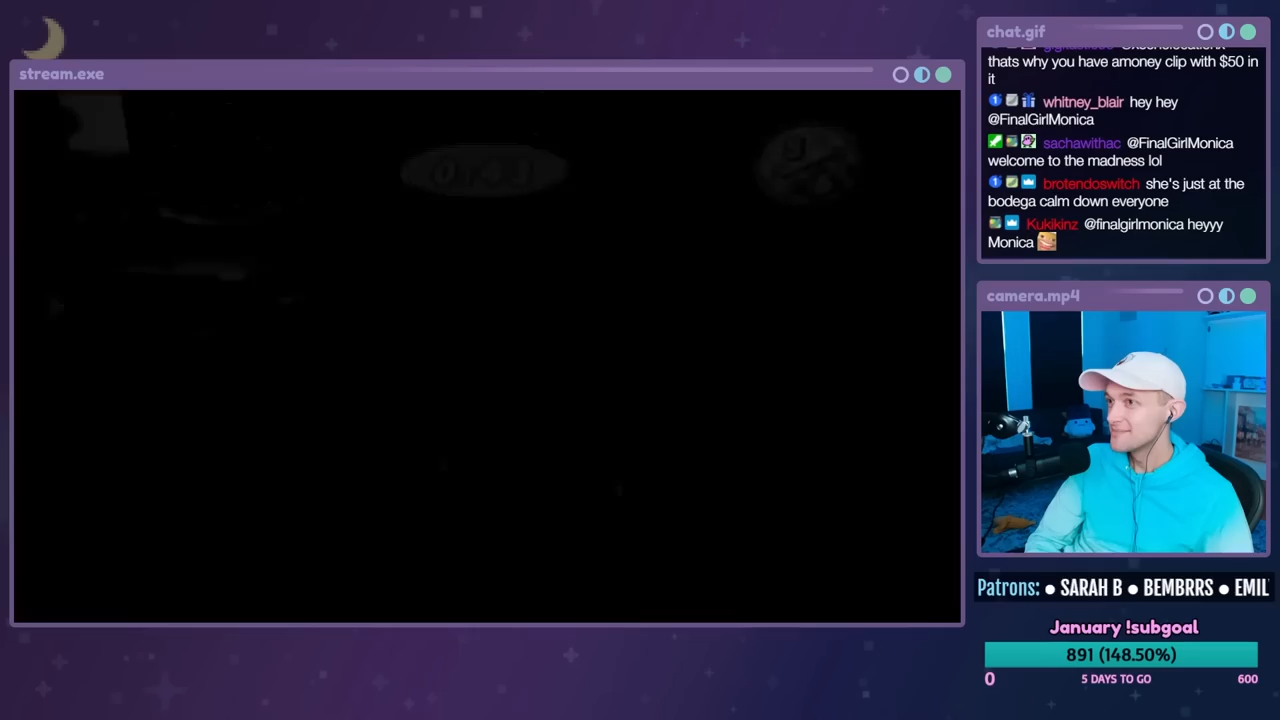 stream.exe
chat.gif
thats why you have amoney clip with $50 in
it
whitney_blair hey hey
@FinalGirlMonica
sachawithac @FinalGirlMonica
welcome to the madness lol
brotendoswitch she's just at the
bodega calm down everyone
Kukikinz @finalgirlmonica heyyy
Monica
camera.mp4
Patrons: ● SARAH B ● BEMBRRS ● EMIL
January !subgoal
891 (148.50%)
0 5 DAYS TO GO 600